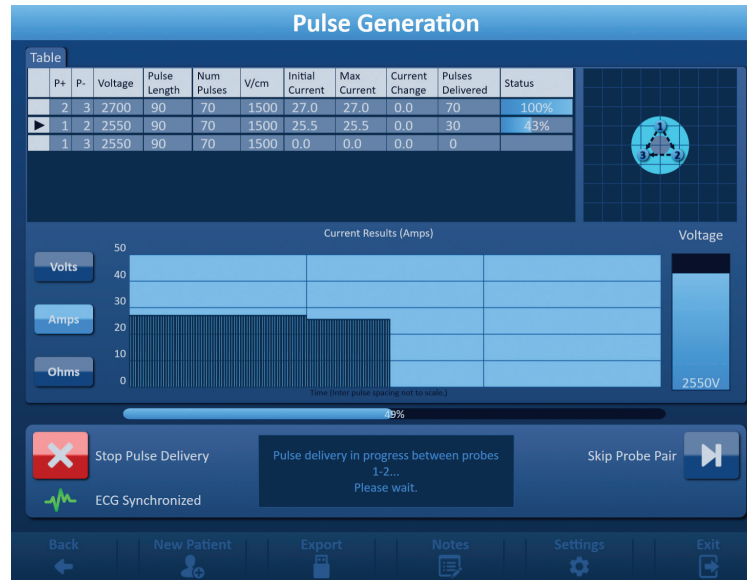 Pulse Generation
Table
P+ P- Voltage Pulse Length Num Pulses V/cm Initial Current Max Current Current Change Pulses Delivered Status
2 3 2700 90 70 1500 27.0 27.0 0.0 70 100%
1 2 2550 90 70 1500 25.5 25.5 0.0 30 43%
1 3 2550 90 70 1500 0.0 0.0 0.0 0
1
3 2
Current Results (Amps)
Voltage
Volts
Amps
Ohms
50
40
30
20
10
0
Time (Inter pulse spacing not to scale.)
2550V
49%
Stop Pulse Delivery
ECG Synchronized
Pulse delivery in progress between probes
1-2...
Please wait.
Skip Probe Pair
Back New Patient Export Notes Settings Exit